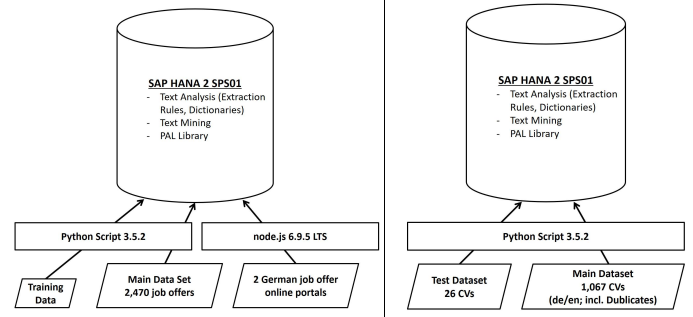 SAP HANA 2 SPS01
- Text Analysis (Extraction
Rules, Dictionaries)
- Text Mining
- PAL Library
Python Script 3.5.2
node.js 6.9.5 LTS
Training
Data
Main Data Set
2,470 job offers
2 German job offer
online portals
SAP HANA 2 SPS01
- Text Analysis (Extraction
Rules, Dictionaries)
- Text Mining
- PAL Library
Python Script 3.5.2
Test Dataset
26 CVs
Main Dataset
1,067 CVs
(de/en; incl. Dublicates)